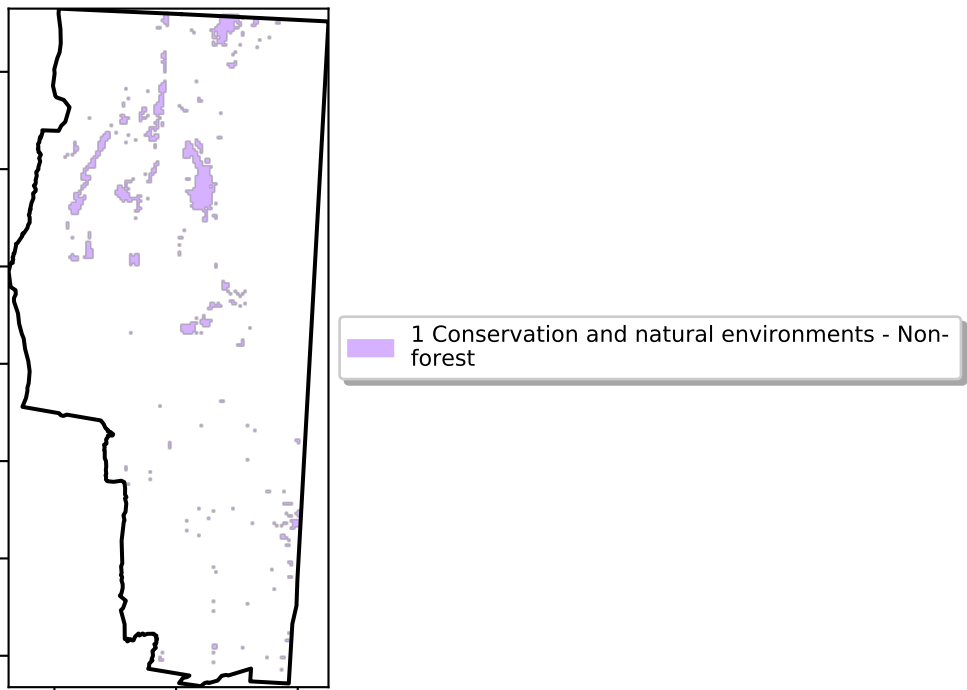 1 Conservation and natural environments - Non-
forest